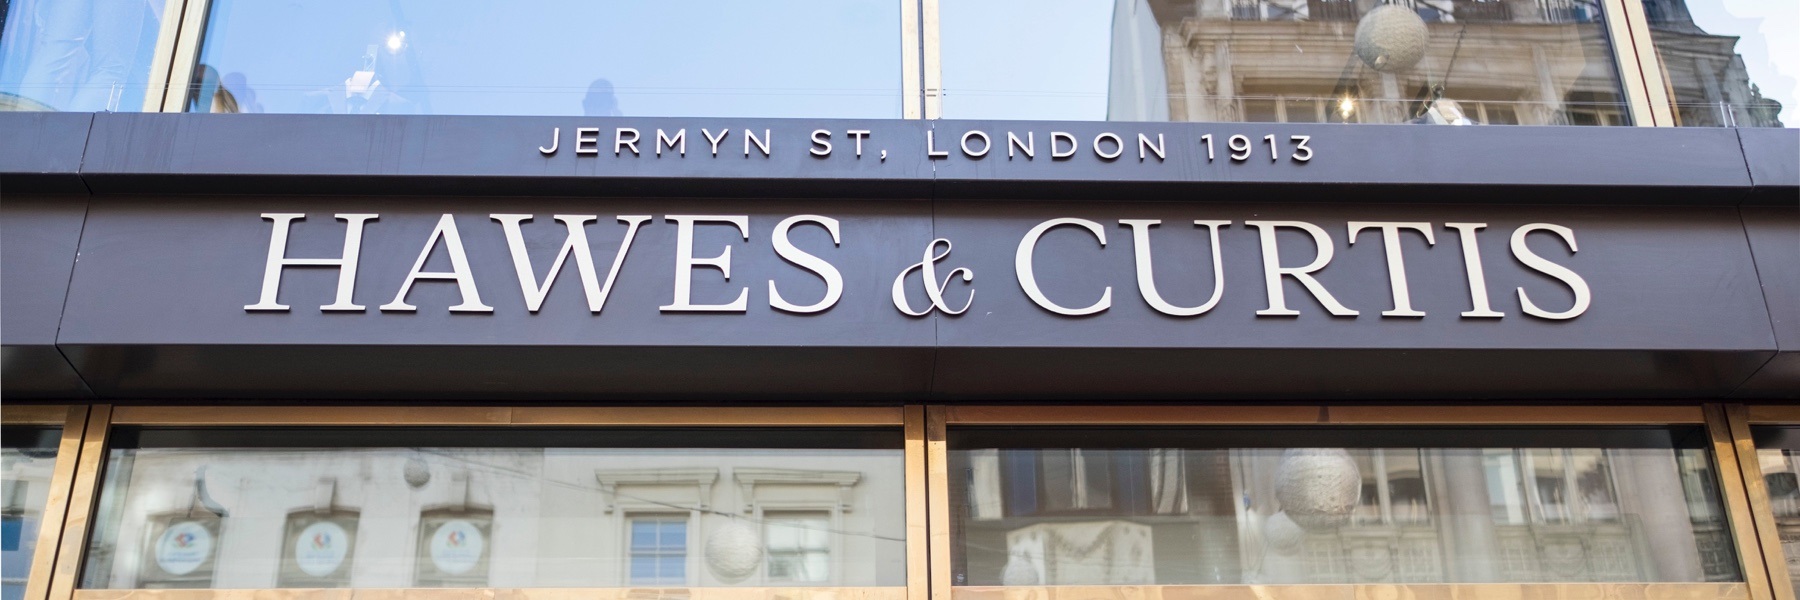 JERMYN ST, LONDON 1913
HAWES & CURTIS